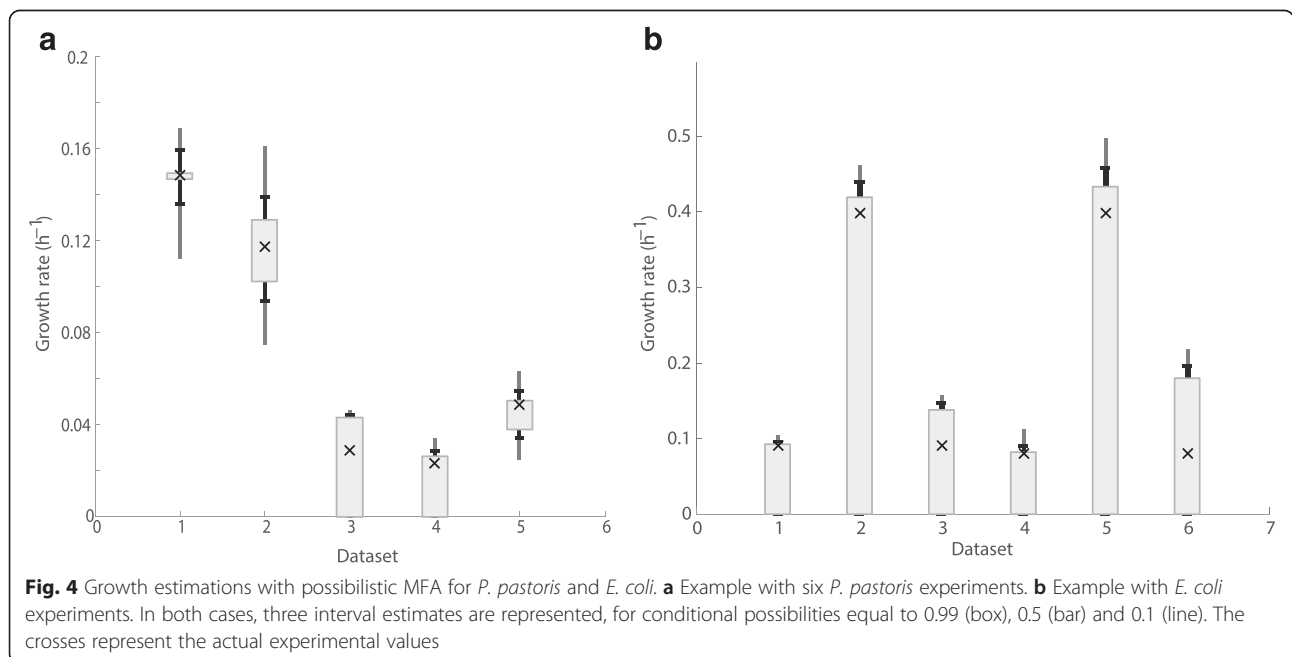 a
0.2
0.16
0.12
0.08
0.04
0
Growth rate (h⁻¹)
0 1 2 3 4 5 6
Dataset
b
0.5
0.4
0.3
0.2
0.1
0
Growth rate (h⁻¹)
0 1 2 3 4 5 6 7
Dataset
Fig. 4 Growth estimations with possibilistic MFA for P. pastoris and E. coli. a Example with six P. pastoris experiments. b Example with E. coli
experiments. In both cases, three interval estimates are represented, for conditional possibilities equal to 0.99 (box), 0.5 (bar) and 0.1 (line). The
crosses represent the actual experimental values